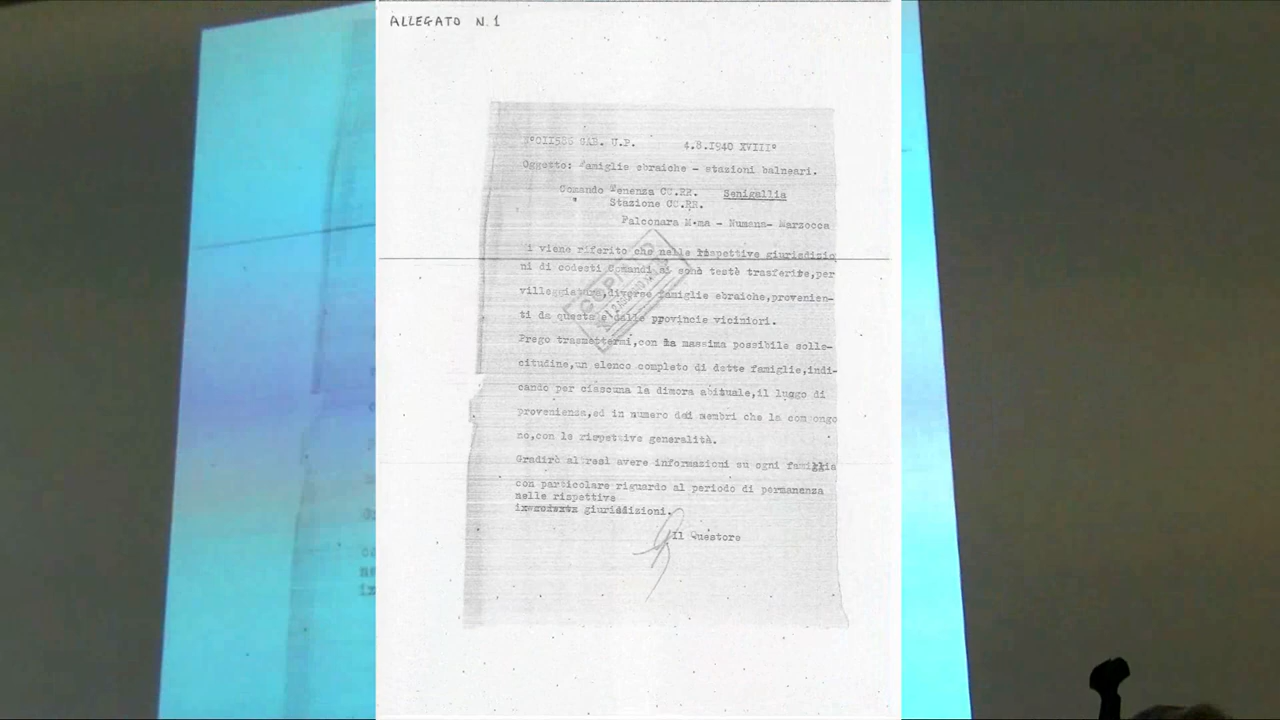 ALLEGATO N.1
N°011586 GAB. U.P. 4.8.1940 XVIII°
Oggetto: Famiglie ebraiche - stazioni balneari.
Comando Tenenza CC.RR. Senigallia
" Stazione CC.RR.
Falconara M.ma - Numana- Marzocca
i viene riferito che nelle rispettive giurisdizio
ni di codesti Comandi si sono testè trasferite,per
villeggiatura,diverse famiglie ebraiche,provenien-
ti da questa e dalle provincie viciniori.
COPIATO
Prego trasmettermi,con la massima possibile solle-
citudine,un elenco completo di dette famiglie,indi-
cando per ciascuna la dimora abituale,il luogo di
provenienza,ed in numero dei membri che la compongo
no,con le rispettive generalità.
Gradirò altresì avere informazioni su ogni famiglia
con particolare riguardo al periodo di permanenza
nelle rispettive
giurisdizioni.
Il Questore